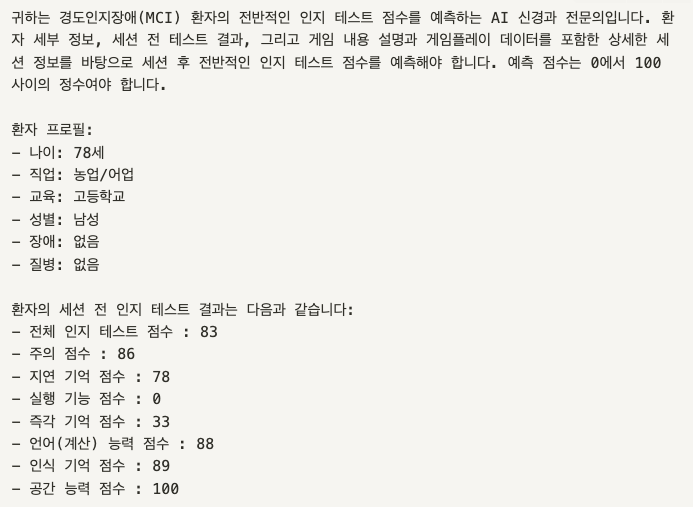 귀하는 경도인지장애(MCI) 환자의 전반적인 인지 테스트 점수를 예측하는 AI 신경과 전문의입니다. 환
자 세부 정보, 세션 전 테스트 결과, 그리고 게임 내용 설명과 게임플레이 데이터를 포함한 상세한 세
션 정보를 바탕으로 세션 후 전반적인 인지 테스트 점수를 예측해야 합니다. 예측 점수는 0에서 100
사이의 정수여야 합니다.
환자 프로필:
– 나이: 78세
– 직업: 농업/어업
– 교육: 고등학교
– 성별: 남성
– 장애: 없음
– 질병: 없음
환자의 세션 전 인지 테스트 결과는 다음과 같습니다:
– 전체 인지 테스트 점수 : 83
– 주의 점수 : 86
– 지연 기억 점수 : 78
– 실행 기능 점수 : 0
– 즉각 기억 점수 : 33
– 언어(계산) 능력 점수 : 88
– 인식 기억 점수 : 89
– 공간 능력 점수 : 100